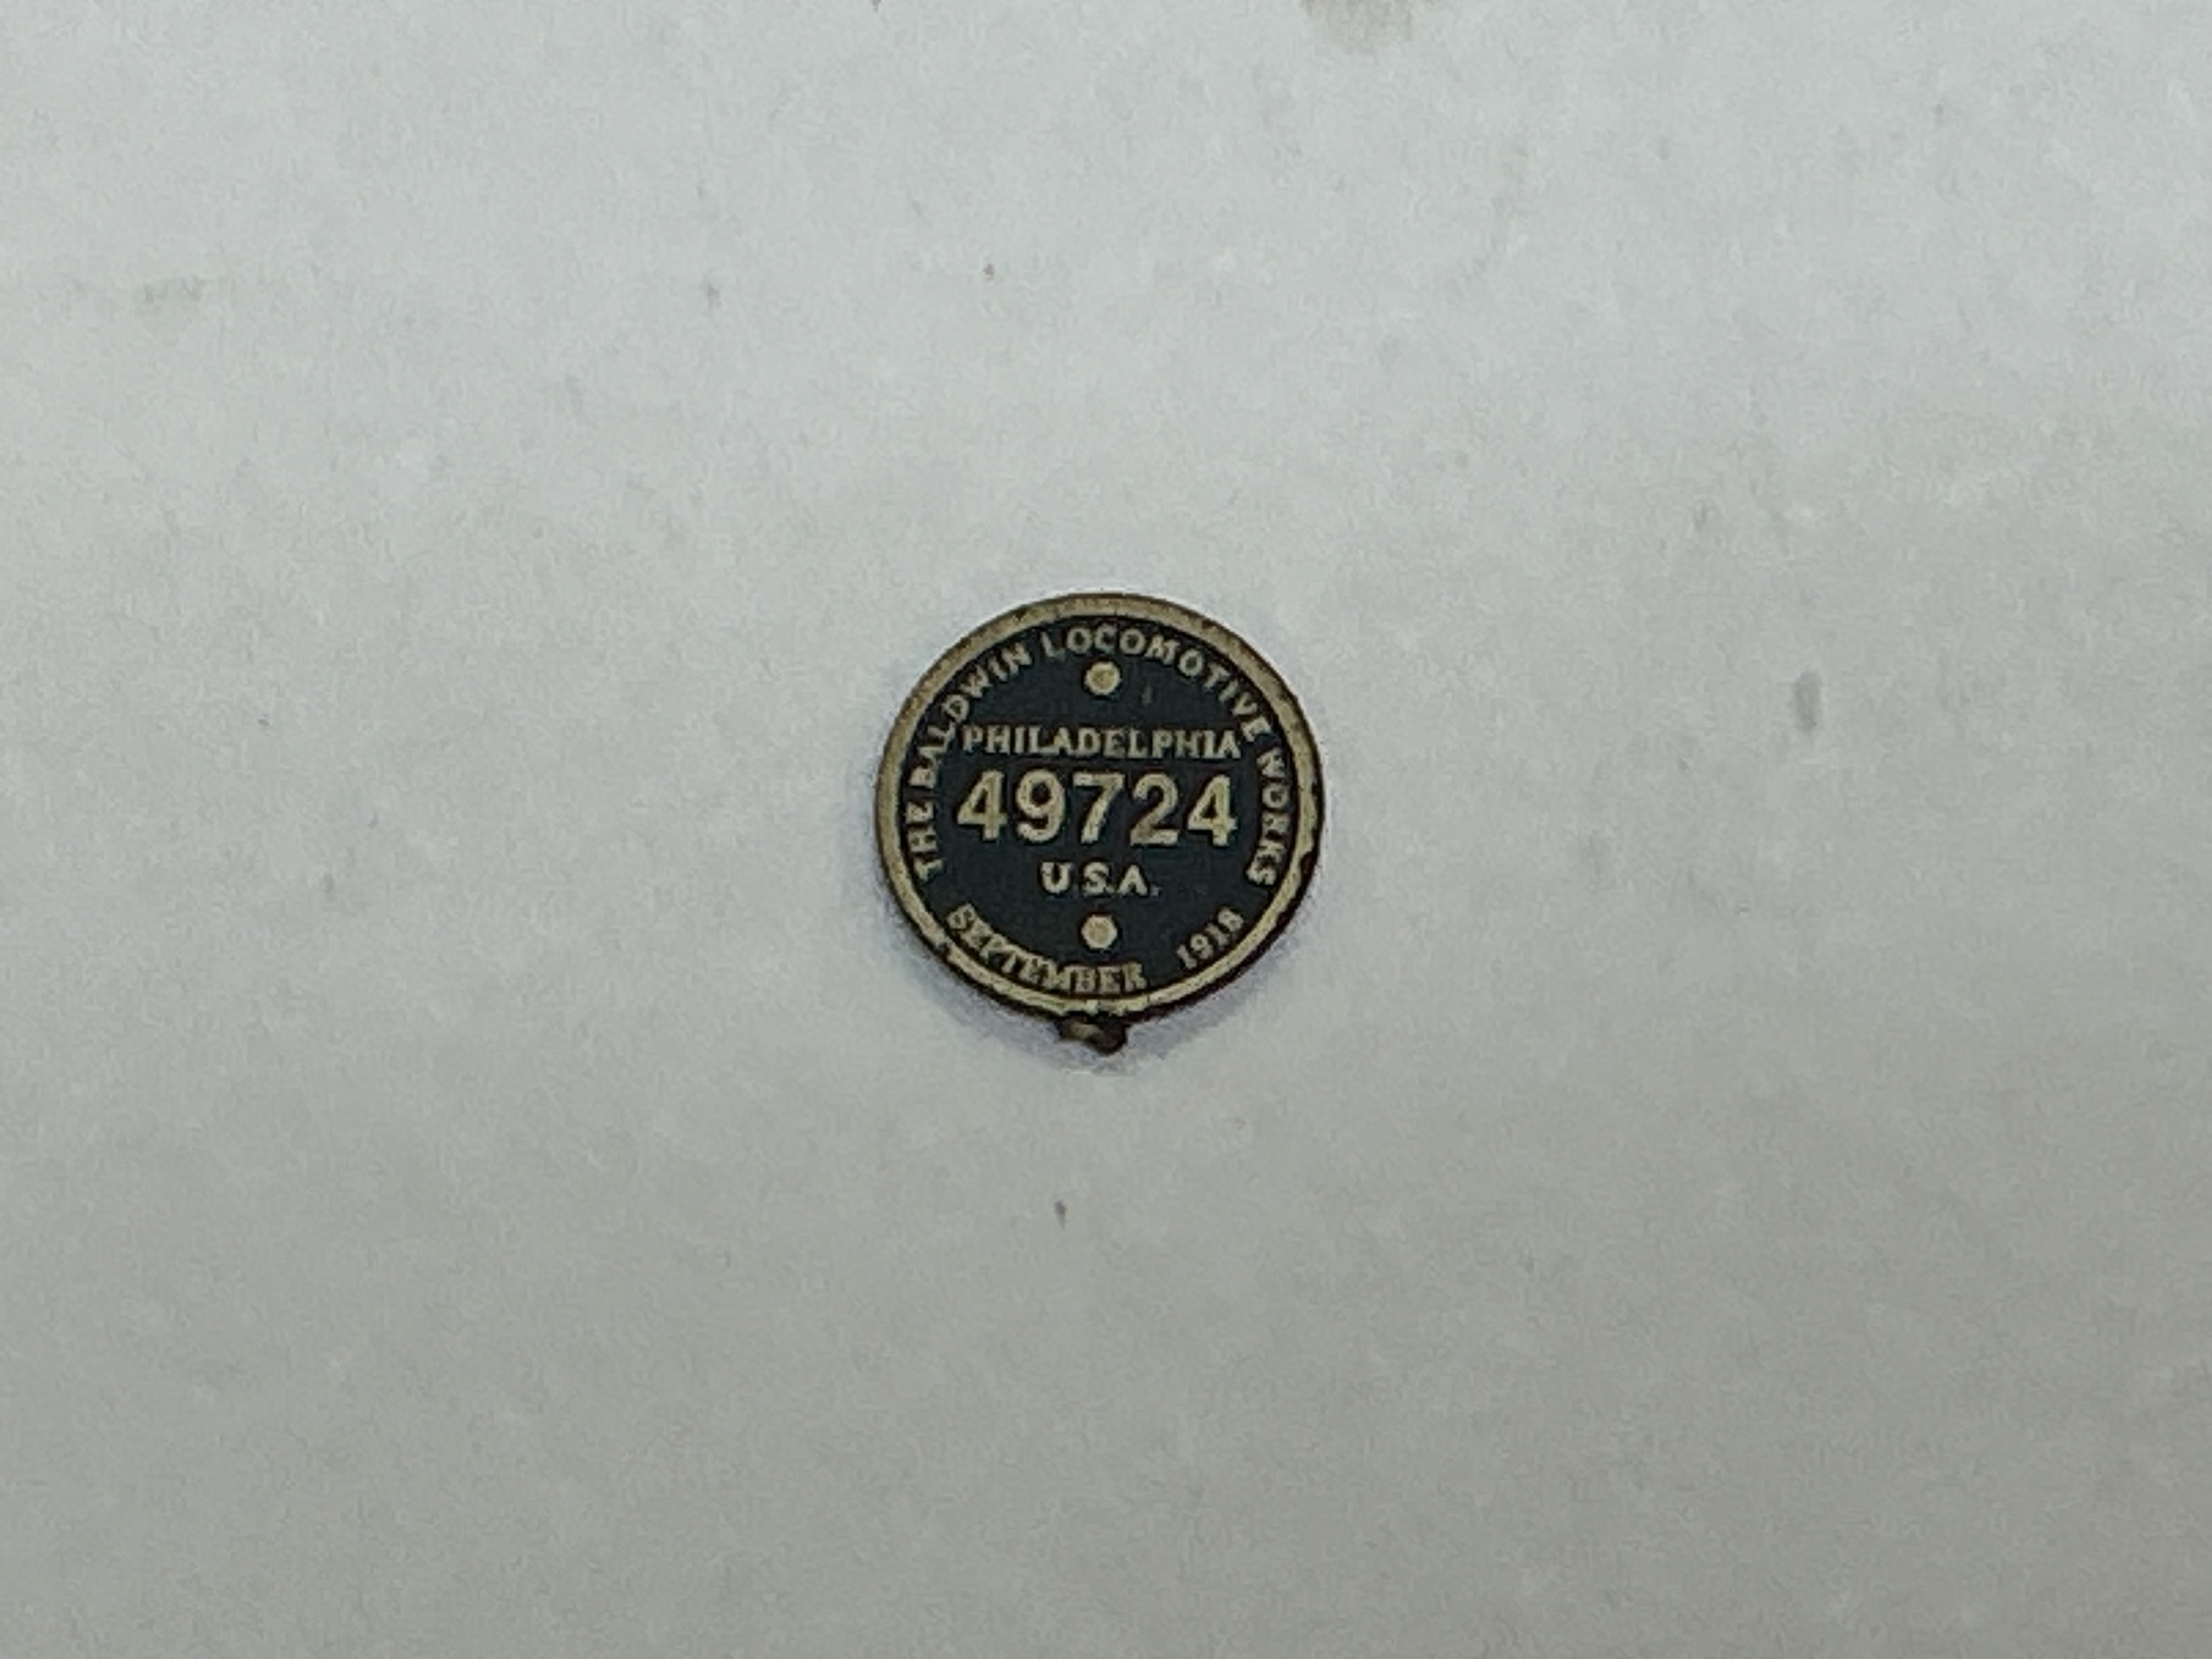 THE BALDWIN LOCOMOTIVE WORKS
PHILADELPHIA
49724
U.S.A.
SEPTEMBER 1918